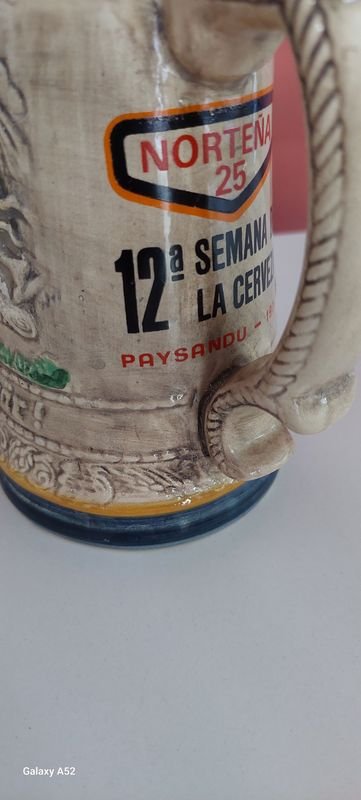 NORTEÑA
25
12ª SEMANA
LA CERVE
PAYSANDU -
Galaxy A52